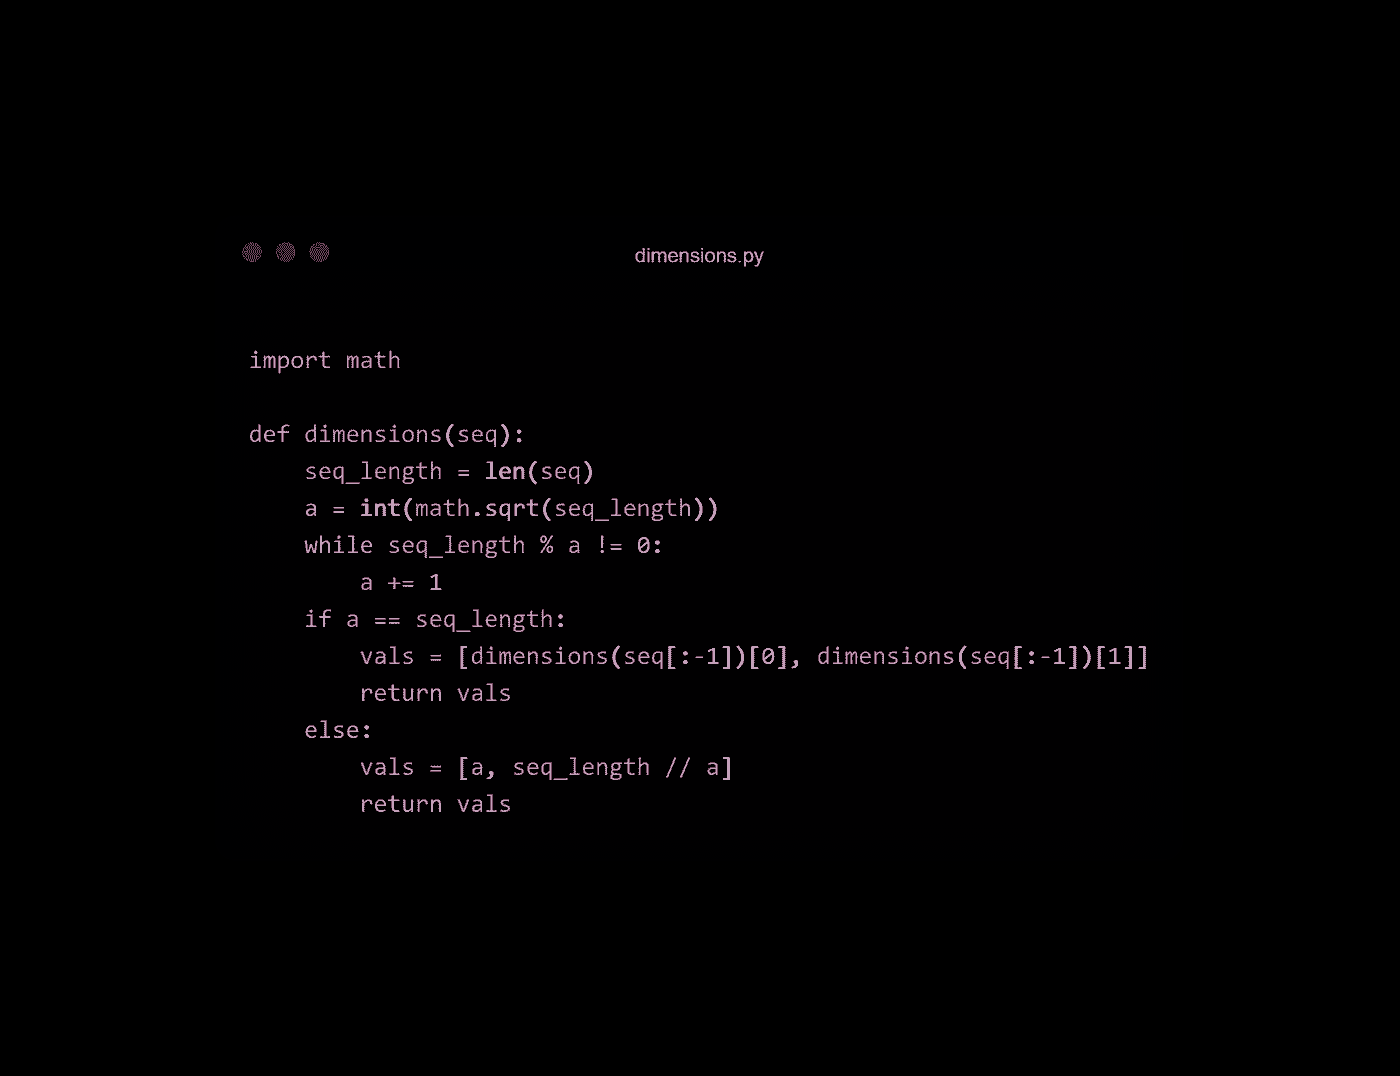 dimensions.py
import math
def dimensions(seq):
    seq_length = len(seq)
    a = int(math.sqrt(seq_length))
    while seq_length % a != 0:
        a += 1
    if a == seq_length:
        vals = [dimensions(seq[:-1])[0], dimensions(seq[:-1])[1]]
        return vals
    else:
        vals = [a, seq_length // a]
        return vals